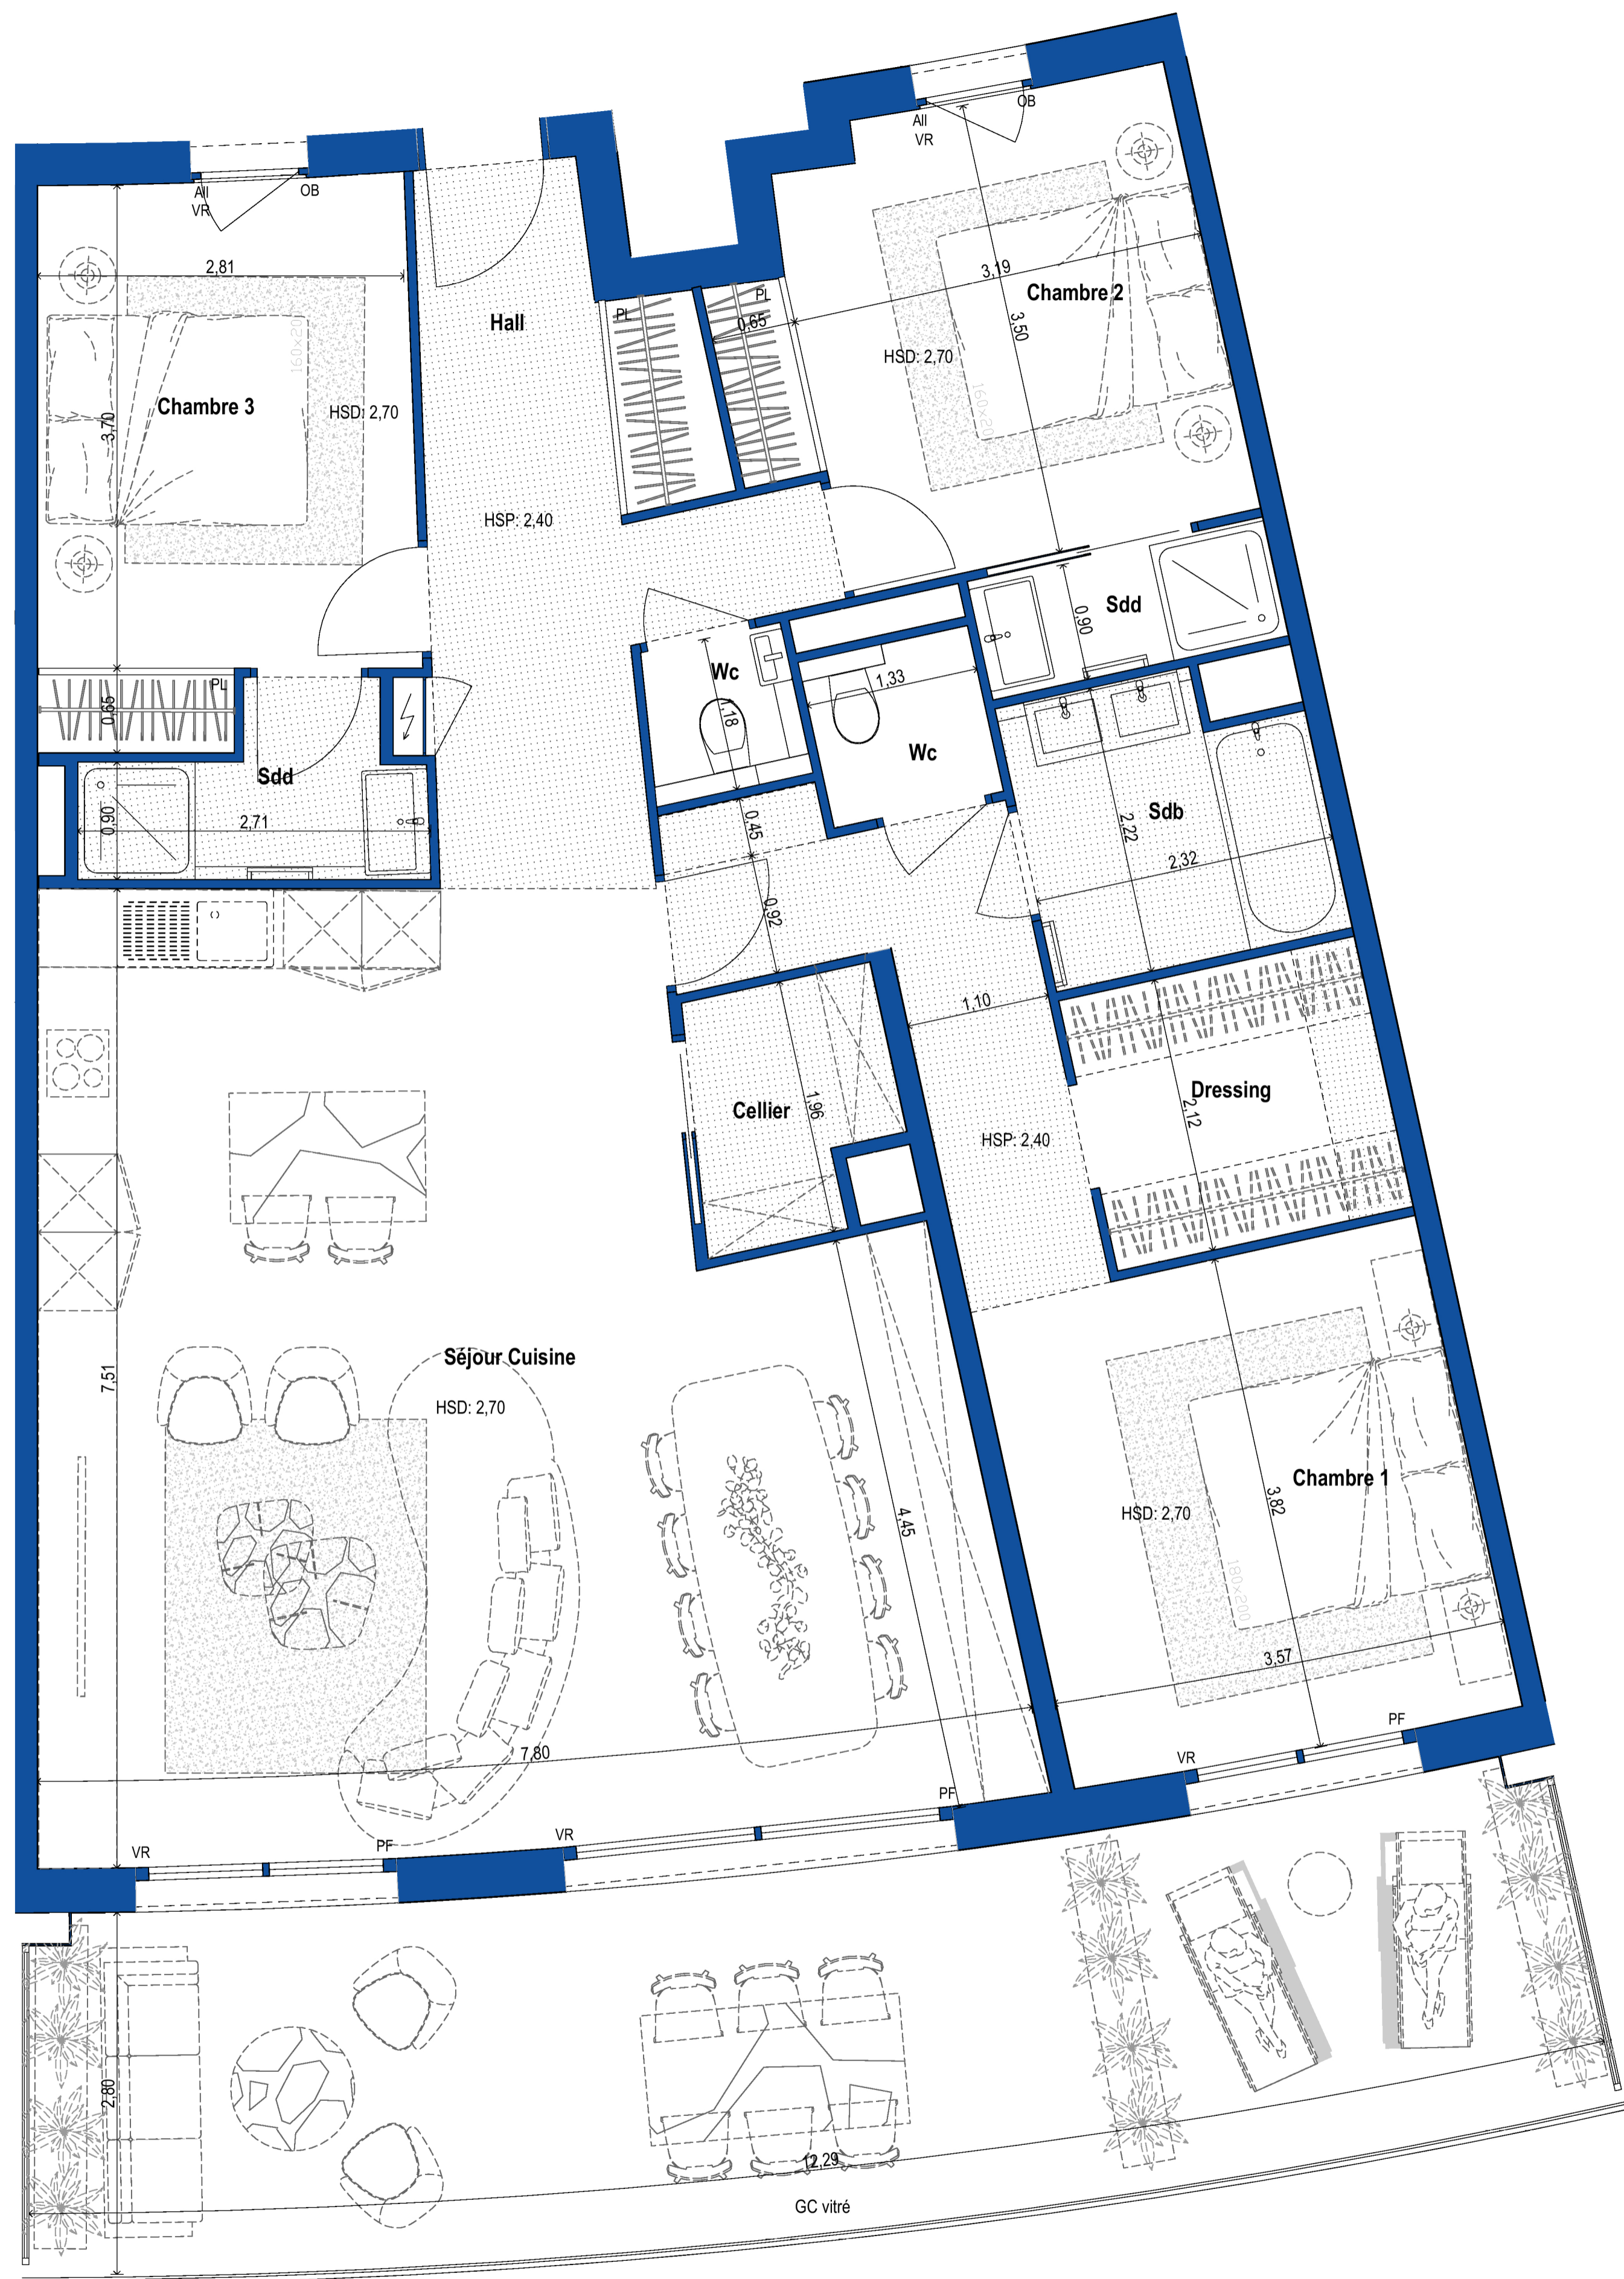 OB
All
VR
All
VR
OB
2,81
3,19
Chambre 2
PL
PL
0,65
Hall
3,50
HSD: 2,70
Chambre 3
HSD: 2,70
3,70
160x20
160x20
HSP: 2,40
Sdd
0,90
Wc
1,33
1,18
PL
0,65
Wc
Sdd
2,71
0,90
Sdb
2,22
2,32
0,45
0,92
1,10
Cellier
1,96
Dressing
2,12
HSP: 2,40
7,51
Séjour Cuisine
HSD: 2,70
Chambre 1
3,82
HSD: 2,70
4,45
180x200
3,57
7,80
PF
VR
PF
VR
PF
VR
2,80
12,29
GC vitré